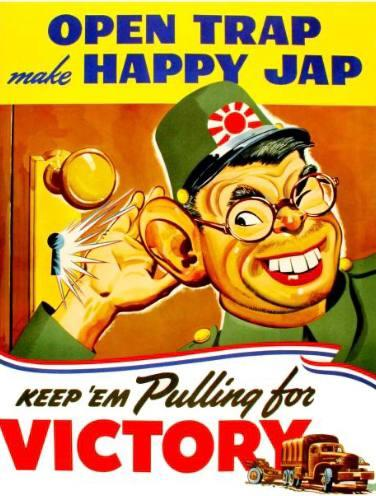 OPEN TRAP
make HAPPY JAP
KEEP 'EM Pulling for
VICTORY